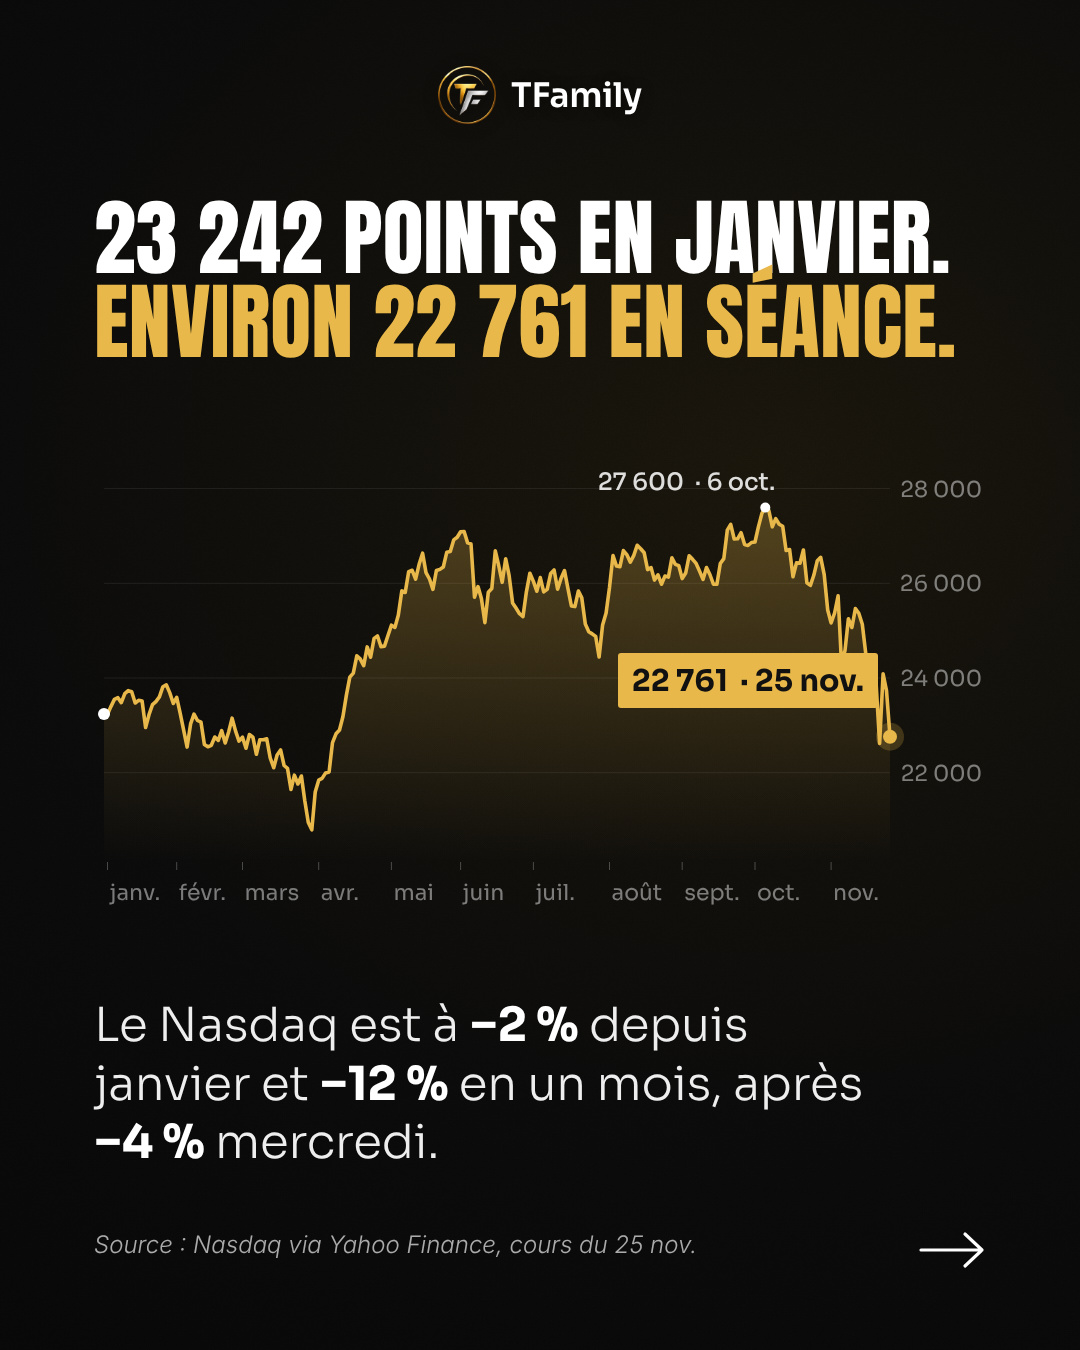 TFamily
23 242 POINTS EN JANVIER.
ENVIRON 22 761 EN SÉANCE.
27 600 · 6 oct.
28 000
26 000
22 761 · 25 nov.
24 000
22 000
janv. févr. mars avr. mai juin juil. août sept. oct. nov.
Le Nasdaq est à −2 % depuis
janvier et −12 % en un mois, après
−4 % mercredi.
Source : Nasdaq via Yahoo Finance, cours du 25 nov.